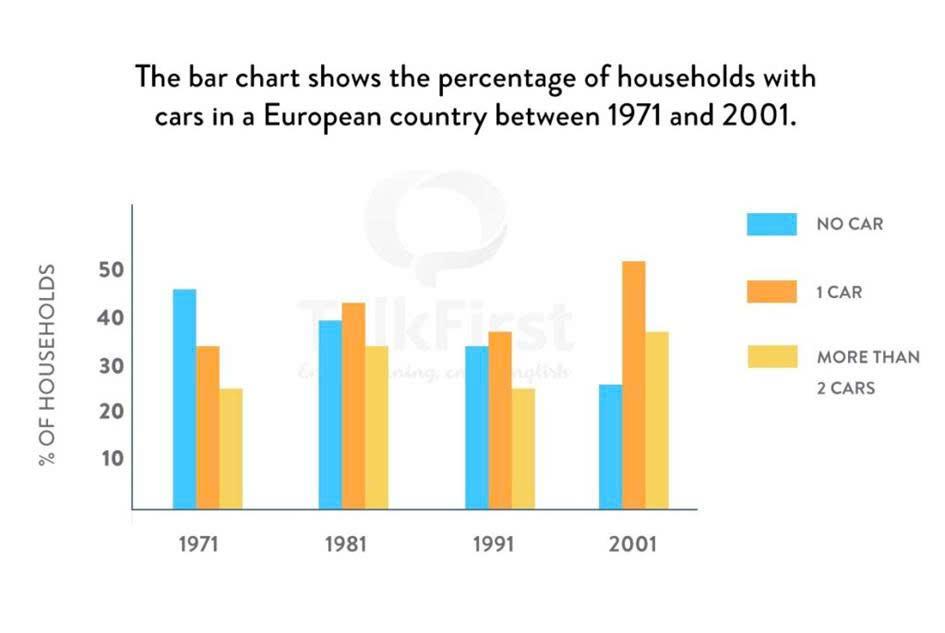 The bar chart shows the percentage of households with
cars in a European country between 1971 and 2001.
NO CAR
1 CAR
MORE THAN
2 CARS
% OF HOUSEHOLDS
50
40
30
20
10
TalkFirst
1971
1981
1991
2001